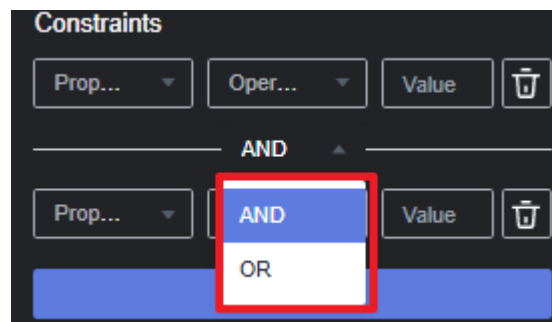 Constraints
Prop... Oper... Value
AND
Prop... AND Value
OR